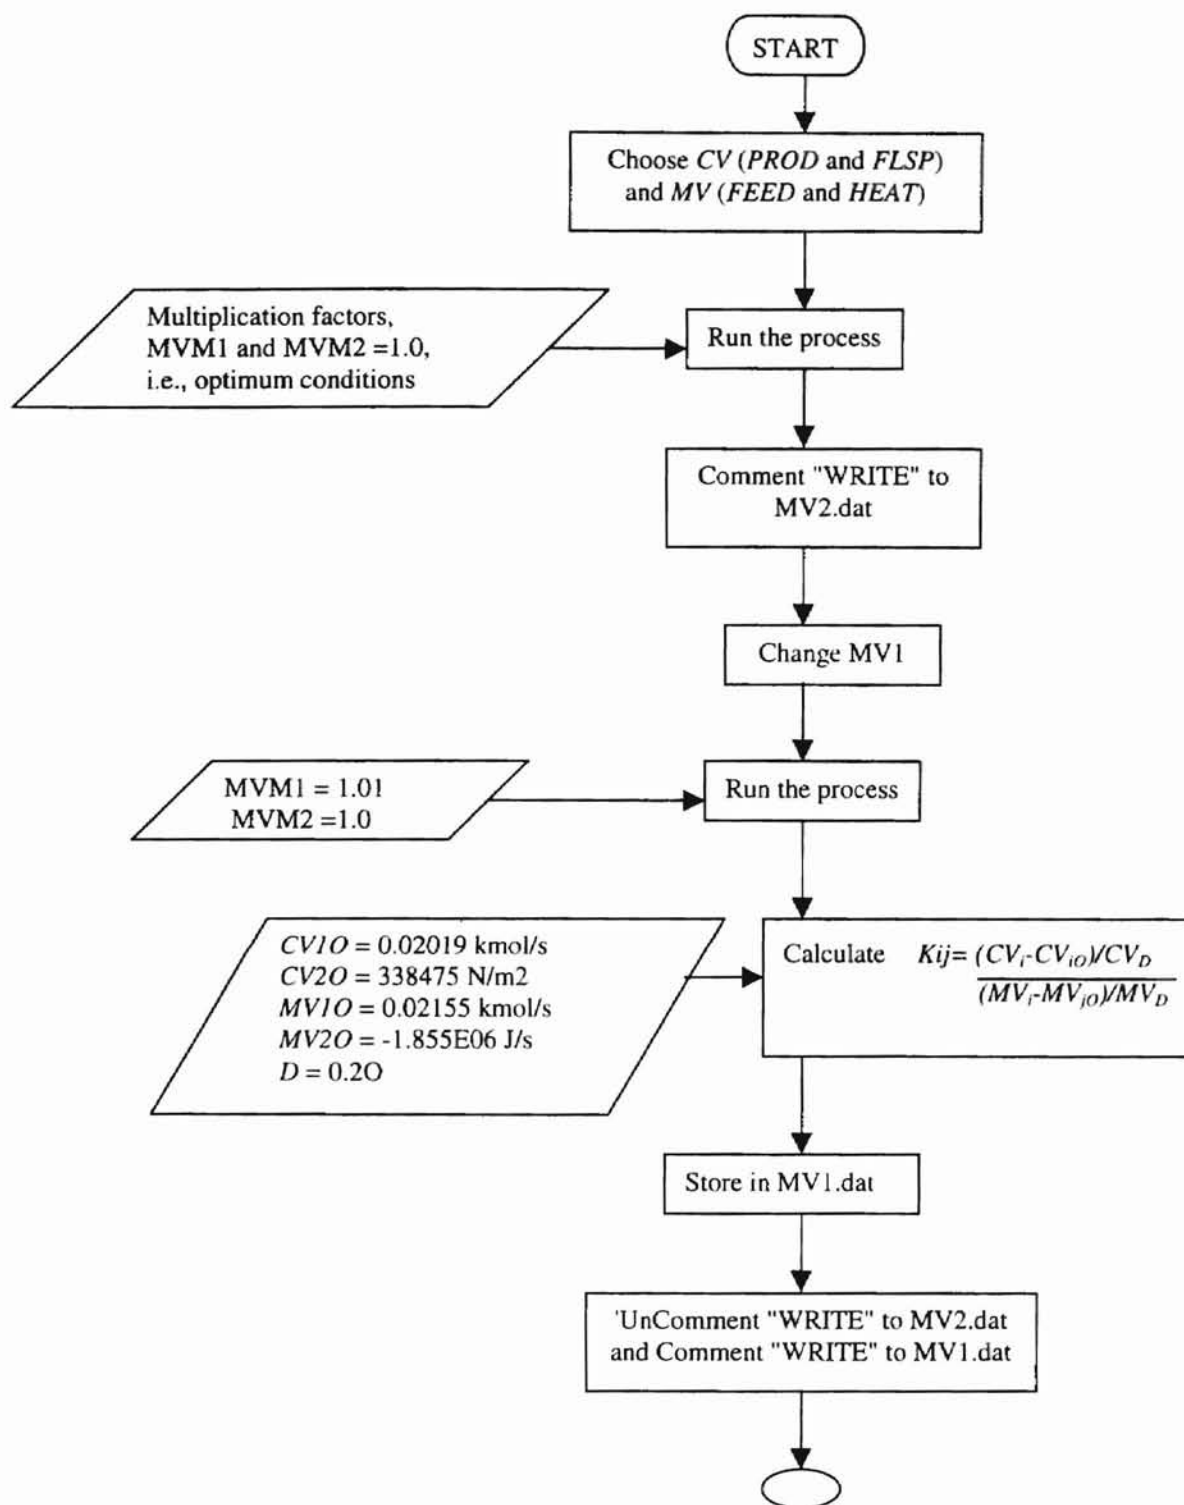 START
Choose CV (PROD and FLSP)
and MV (FEED and HEAT)
Multiplication factors,
MVM1 and MVM2 =1.0,
i.e., optimum conditions
Run the process
Comment "WRITE" to
MV2.dat
Change MV1
MVM1 = 1.01
MVM2 =1.0
Run the process
CV1O = 0.02019 kmol/s
CV2O = 338475 N/m2
MV1O = 0.02155 kmol/s
MV2O = -1.855E06 J/s
D = 0.2O
Calculate Kij= (CVi-CViO)/CVD
(MVi-MVjO)/MVD
Store in MV1.dat
'UnComment "WRITE" to MV2.dat
and Comment "WRITE" to MV1.dat